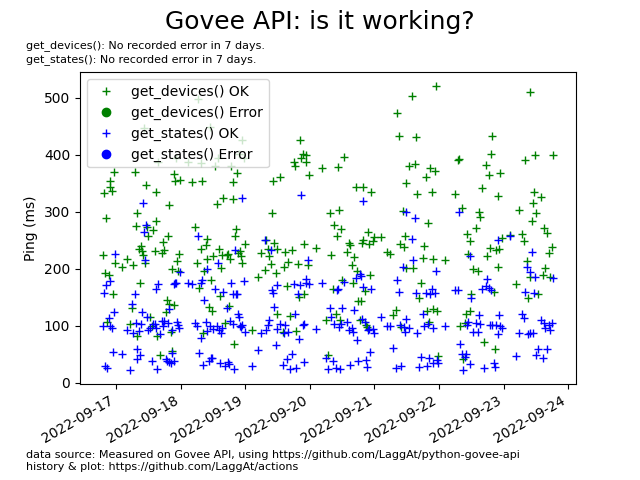 Govee API: is it working?
get_devices(): No recorded error in 7 days.
get_states(): No recorded error in 7 days.
get_devices() OK
get_devices() Error
get_states() OK
get_states() Error
Ping (ms)
500
400
300
200
100
0
2022-09-17
2022-09-18
2022-09-19
2022-09-20
2022-09-21
2022-09-22
2022-09-23
2022-09-24
data source: Measured on Govee API, using https://github.com/LaggAt/python-govee-api
history & plot: https://github.com/LaggAt/actions